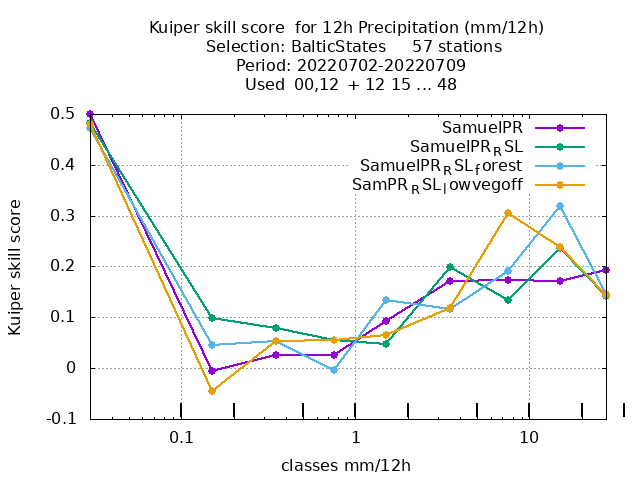 Kuiper skill score  for 12h Precipitation (mm/12h)
Selection: BalticStates     57 stations
Period: 20220702-20220709
Used  00,12  + 12 15 ... 48
SamuelPR
SamuelPR_RSL
SamuelPR_RSL_forest
SamPR_RSL_lowvegoff
Kuiper skill score
0.5
0.4
0.3
0.2
0.1
0
-0.1
0.1
1
10
classes mm/12h